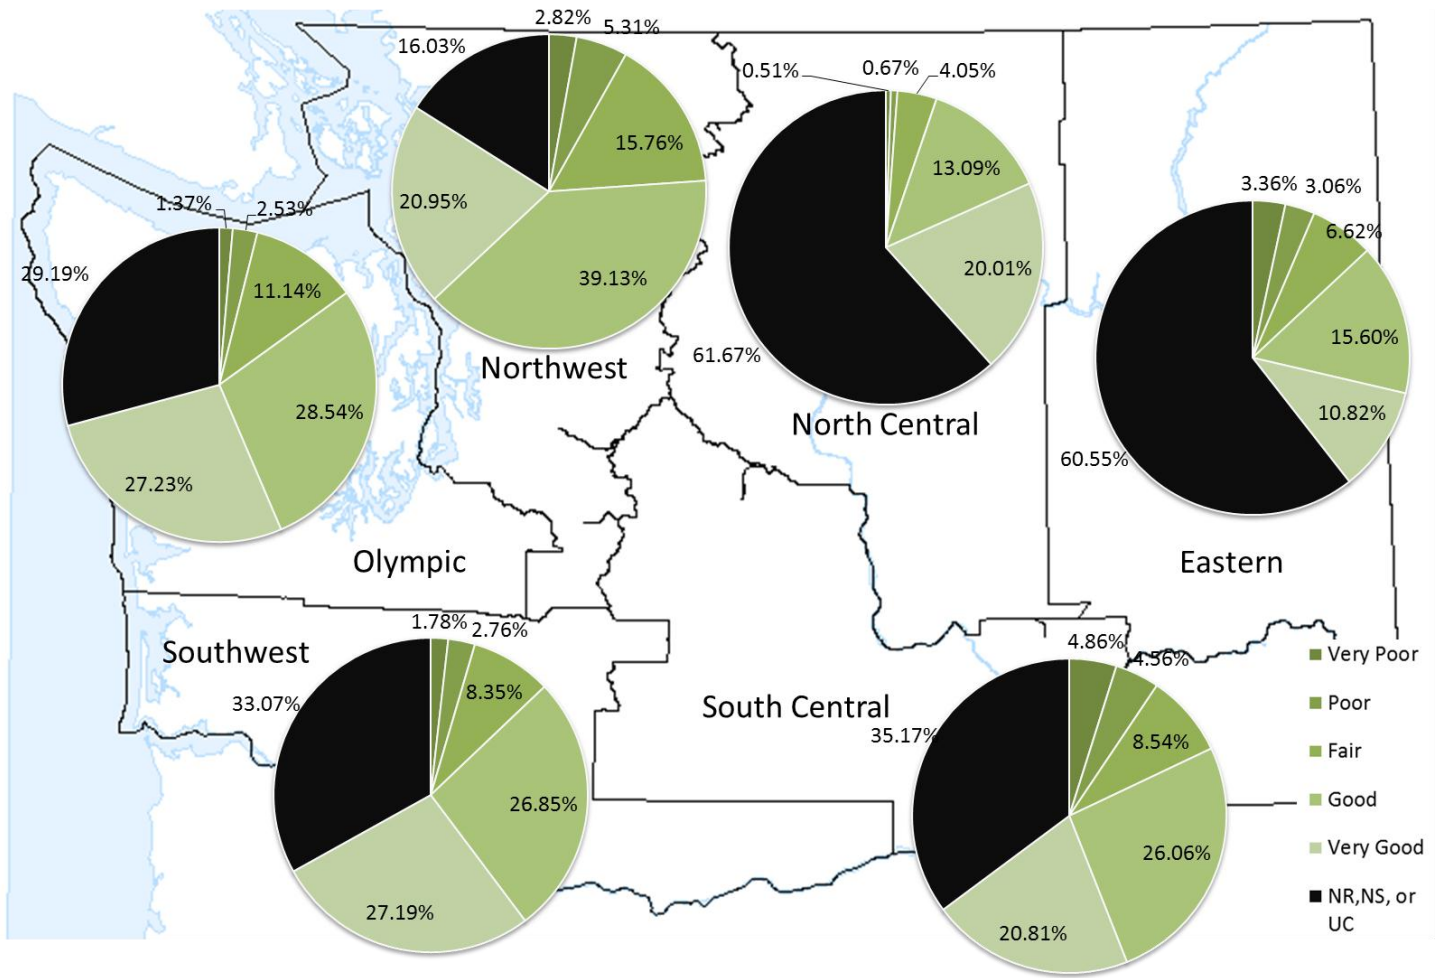 2.82%
5.31%
16.03%
15.76%
20.95%
39.13%
Northwest
0.51%
0.67%
4.05%
13.09%
20.01%
61.67%
North Central
3.36%
3.06%
6.62%
15.60%
10.82%
60.55%
Eastern
1.37%
2.53%
29.19%
11.14%
28.54%
27.23%
Olympic
Southwest
1.78%
2.76%
33.07%
8.35%
26.85%
27.19%
South Central
4.86%
4.56%
35.17%
8.54%
26.06%
20.81%
Very Poor
Poor
Fair
Good
Very Good
NR,NS, or
UC